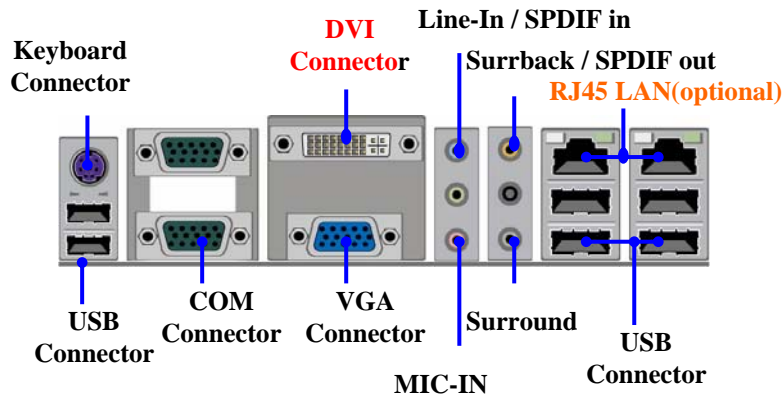 Line-In / SPDIF in
Keyboard
Connector
DVI
Connector
Surrback / SPDIF out
RJ45 LAN(optional)
USB
Connector
COM
Connector
VGA
Connector
Surround
MIC-IN
USB
Connector